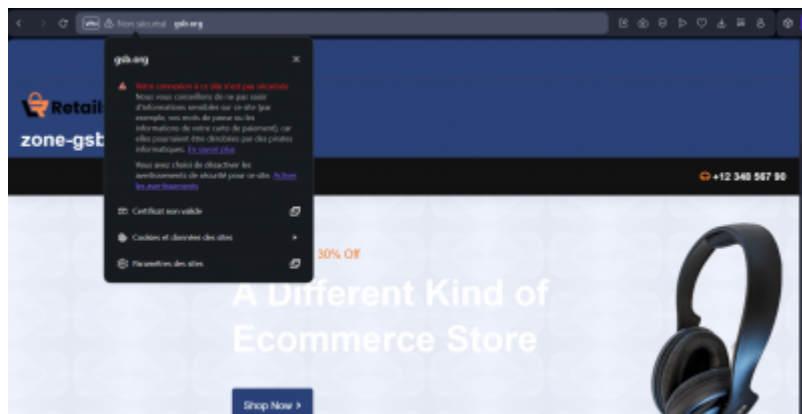 VPN Non sécurisé gsb.org
gsb.org
Votre connexion à ce site n'est pas sécurisée
Nous vous conseillons de ne pas saisir
d'informations sensibles sur ce site (par
exemple, vos mots de passe ou les
informations de votre carte de paiement), car
elles pourraient être dérobées par des pirates
informatiques. En savoir plus
Vous avez choisi de désactiver les
avertissements de sécurité pour ce site. Activer
les avertissements
Certificat non valide
Cookies et données des sites
Paramètres des sites
Retails
zone-gsb
+12 348 567 90
30% Off
A Different Kind of
Ecommerce Store
Shop Now >